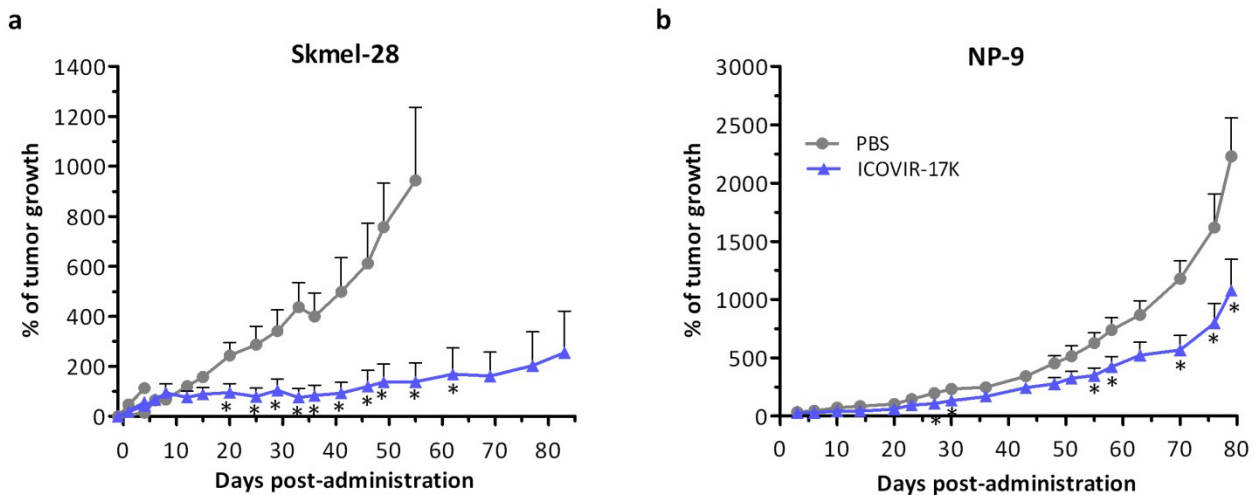 a
Skmel-28
1400
1200
1000
800
600
400
200
0
% of tumor growth
0 10 20 30 40 50 60 70 80
Days post-administration
* * * * * * * * * *
b
NP-9
3000
2500
2000
1500
1000
500
0
% of tumor growth
PBS
ICOVIR-17K
0 10 20 30 40 50 60 70 80
Days post-administration
* * * * * * *